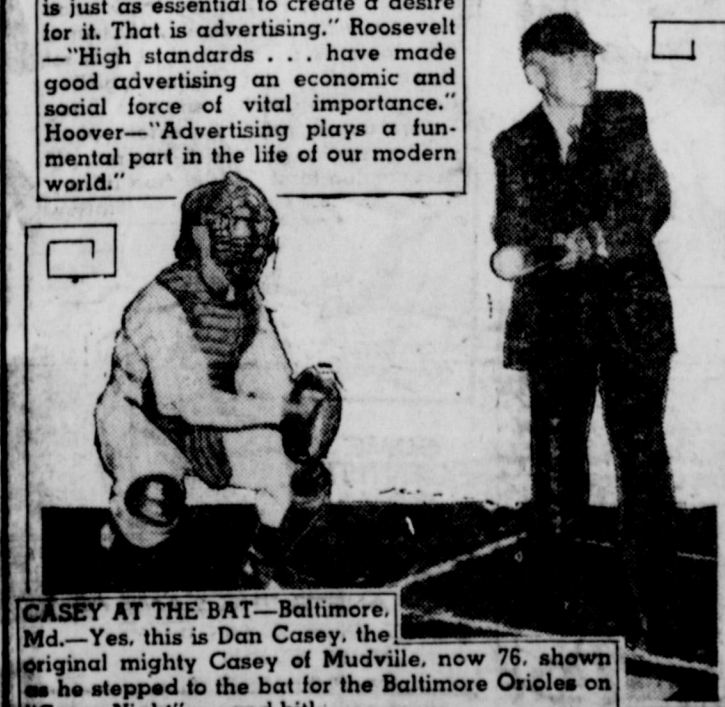 is just as essential to create a desire
for it. That is advertising." Roosevelt
—"High standards . . . have made
good advertising an economic and
social force of vital importance."
Hoover—"Advertising plays a fun-
mental part in the life of our modern
world."
CASEY AT THE BAT—Baltimore,
Md.—Yes, this is Dan Casey, the
original mighty Casey of Mudville, now 76, shown
as he stepped to the bat for the Baltimore Orioles on